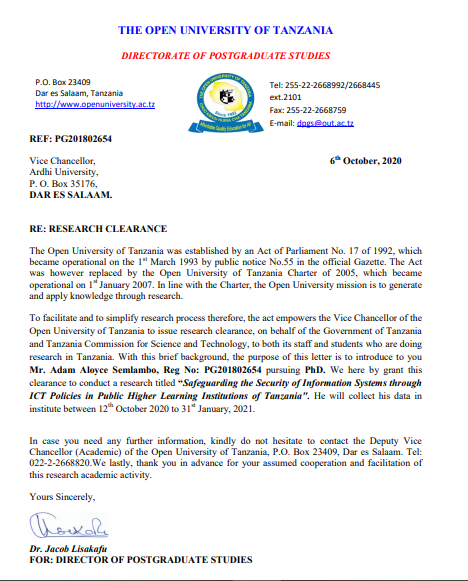 THE OPEN UNIVERSITY OF TANZANIA
DIRECTORATE OF POSTGRADUATE STUDIES
P.O. Box 23409
Dar es Salaam, Tanzania
http://www.openuniversity.ac.tz
Tel: 255-22-2668992/2668445
ext.2101
Fax: 255-22-2668759
E-mail: dpgs@out.ac.tz
REF: PG201802654
Vice Chancellor,
6th October, 2020
Ardhi University,
P. O. Box 35176,
DAR ES SALAAM.
RE: RESEARCH CLEARANCE
The Open University of Tanzania was established by an Act of Parliament No. 17 of 1992, which
became operational on the 1st March 1993 by public notice No.55 in the official Gazette. The Act
was however replaced by the Open University of Tanzania Charter of 2005, which became
operational on 1st January 2007. In line with the Charter, the Open University mission is to generate
and apply knowledge through research.
To facilitate and to simplify research process therefore, the act empowers the Vice Chancellor of the
Open University of Tanzania to issue research clearance, on behalf of the Government of Tanzania
and Tanzania Commission for Science and Technology, to both its staff and students who are doing
research in Tanzania. With this brief background, the purpose of this letter is to introduce to you
Mr. Adam Aloyce Semlambo, Reg No: PG201802654 pursuing PhD. We here by grant this
clearance to conduct a research titled “Safeguarding the Security of Information Systems through
ICT Policies in Public Higher Learning Institutions of Tanzania”. He will collect his data in
institute between 12th October 2020 to 31st January, 2021.
In case you need any further information, kindly do not hesitate to contact the Deputy Vice
Chancellor (Academic) of the Open University of Tanzania, P.O. Box 23409, Dar es Salaam. Tel:
022-2-2668820.We lastly, thank you in advance for your assumed cooperation and facilitation of
this research academic activity.
Yours Sincerely,
Dr. Jacob Lisakafu
FOR: DIRECTOR OF POSTGRADUATE STUDIES